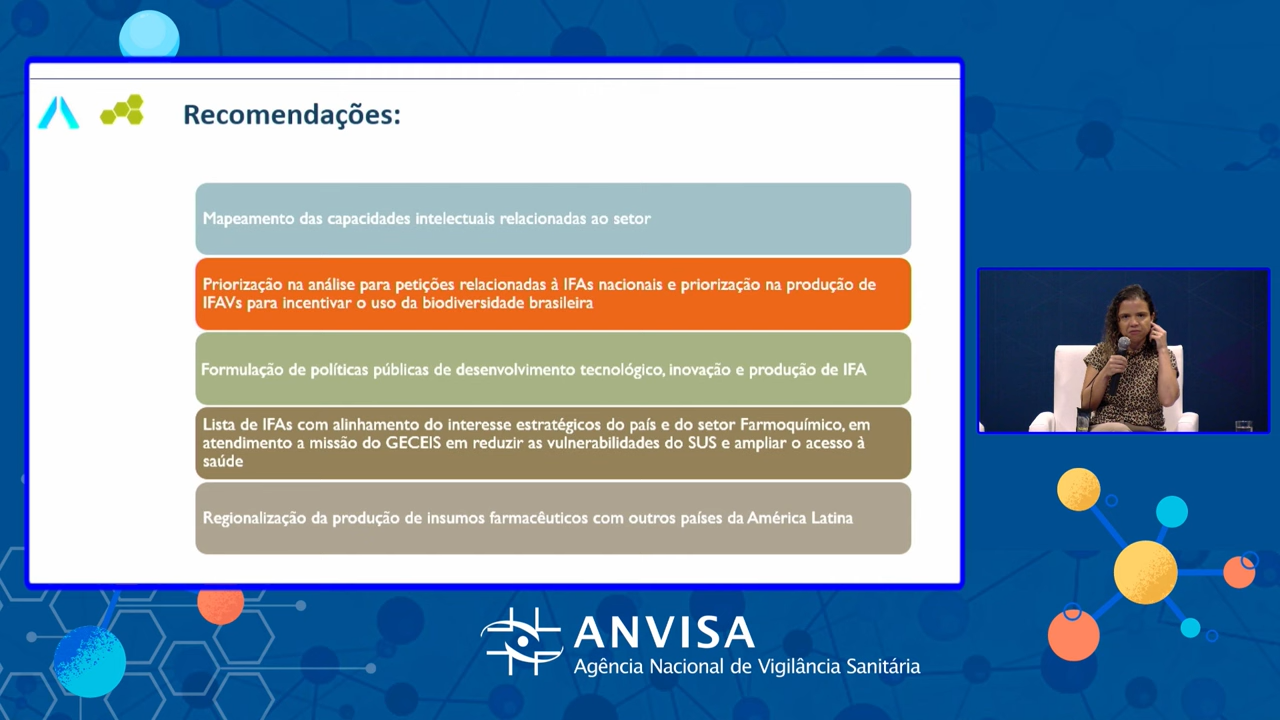 Recomendações:
Mapeamento das capacidades intelectuais relacionadas ao setor
Priorização na análise para petições relacionadas à IFAs nacionais e priorização na produção de
IFAVs para incentivar o uso da biodiversidade brasileira
Formulação de políticas públicas de desenvolvimento tecnológico, inovação e produção de IFA
Lista de IFAs com alinhamento do interesse estratégicos do país e do setor Farmoquímico, em
atendimento a missão do GECEIS em reduzir as vulnerabilidades do SUS e ampliar o acesso à
saúde
Regionalização da produção de insumos farmacêuticos com outros países da América Latina
ANVISA
Agência Nacional de Vigilância Sanitária